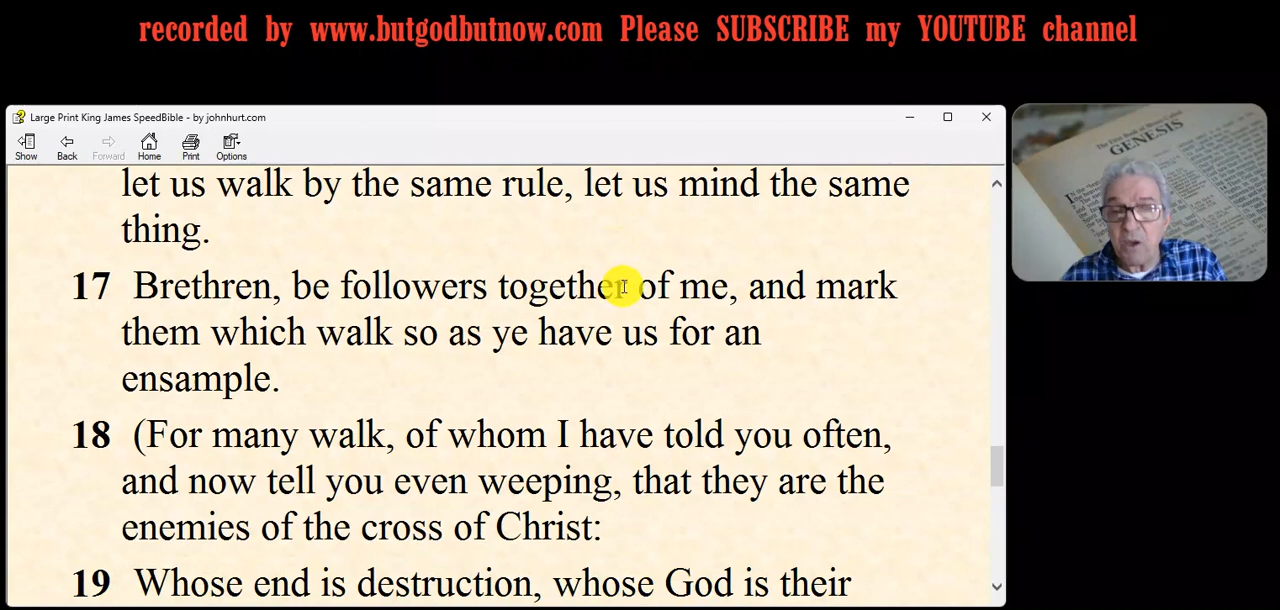 recorded by www.butgodbutnow.com Please SUBSCRIBE my YOUTUBE channel
Large Print King James SpeedBible - by johnhurt.com
Show Back Forward Home Print Options
let us walk by the same rule, let us mind the same
thing.
17 Brethren, be followers together of me, and mark
them which walk so as ye have us for an
ensample.
18 (For many walk, of whom I have told you often,
and now tell you even weeping, that they are the
enemies of the cross of Christ:
19 Whose end is destruction, whose God is their
GENESIS